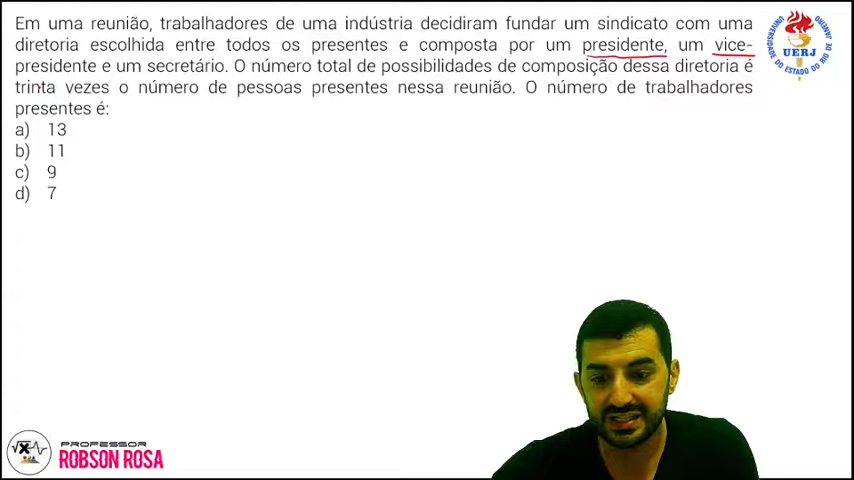 Em uma reunião, trabalhadores de uma indústria decidiram fundar um sindicato com uma
diretoria escolhida entre todos os presentes e composta por um presidente, um vice-
presidente e um secretário. O número total e possibilidades de composição dessa diretoria é
trinta vezes o número de pessoas presentes nessa reunião. O número de trabalhadores
presentes é:
a) 13
b) 11
c) 9
d) 7
UNIVERSIDADE DO ESTADO DO RIO DE JANEIRO
UERJ
PROFESSOR
ROBSON ROSA